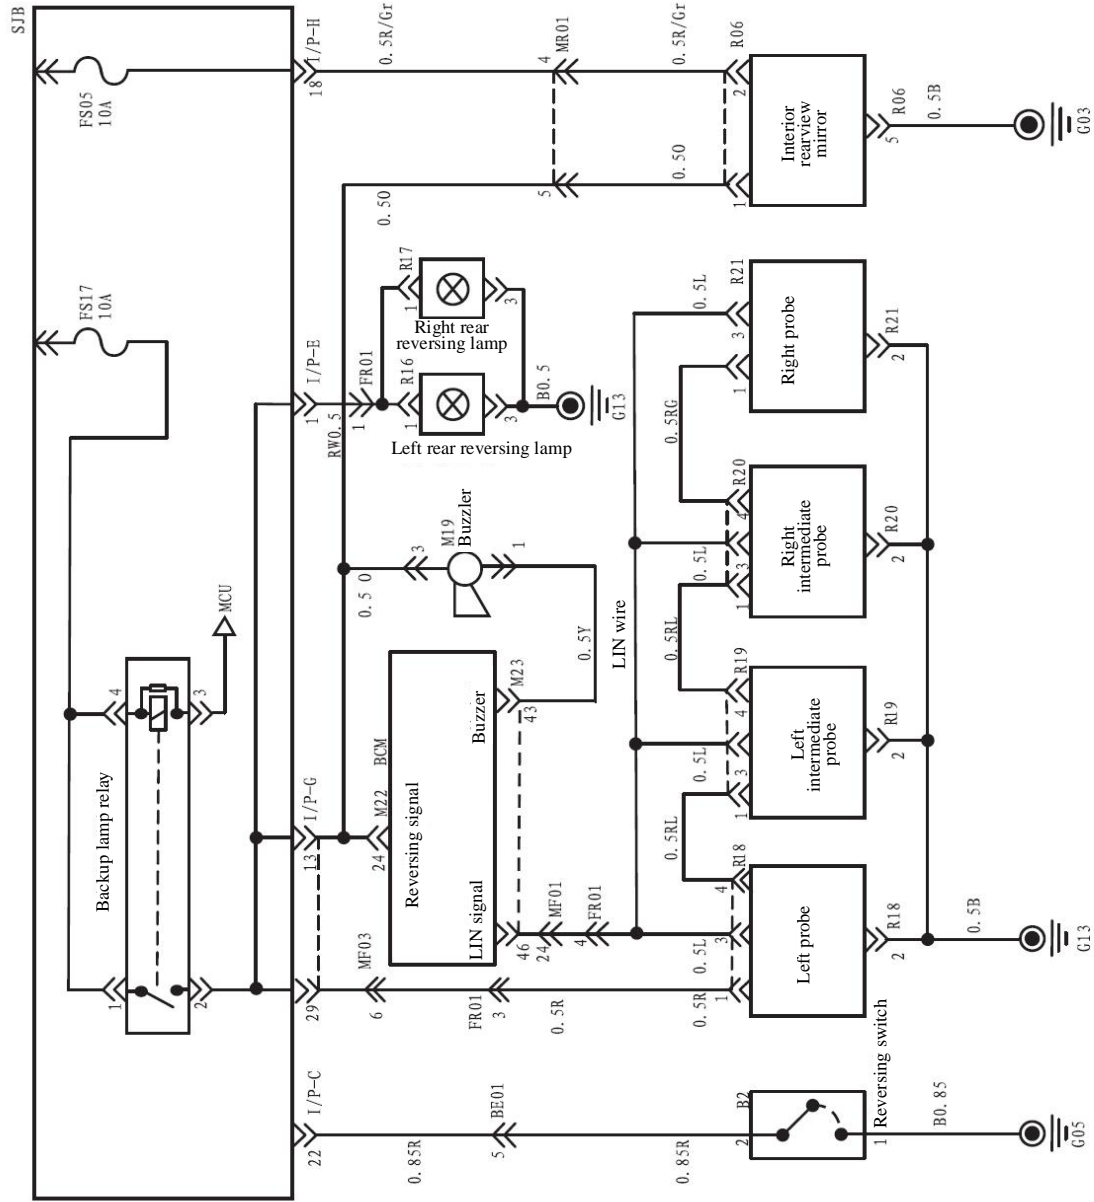 SJB
FS05
10A
I/P-H
18
0.5R/Gr
4
MR01
0.5R/Gr
R06
2
Interior
rearview
mirror
5
R06
0.5B
G03
0.5O
5
0.5O
1
FS17
10A
I/P-E
1
FR01
1
RW0.5
R17
1
3
Right rear
reversing lamp
R16
1
3
Left rear reversing lamp
B0.5
G13
0.5L
R21
3
1
Right probe
R21
2
0.5RG
R20
4
3
1
0.5L
Right
intermediate
probe
R20
2
0.5RL
R19
4
3
1
0.5L
Left
intermediate
probe
R19
2
0.5RL
R18
4
3
1
0.5L
0.5R
Left probe
R18
2
0.5B
G13
M19
Buzzler
3
1
0.5 O
0.5Y
LIN wire
MCU
4
3
Backup lamp relay
1
2
I/P-G
13
29
M22
BCM
24
Reversing signal
Buzzer
M23
43
LIN signal
46
24
MF01
4
FR01
MF03
6
FR01
3
0.5R
I/P-C
22
0.85R
BE01
5
0.85R
B2
2
1
Reversing switch
B0.85
G05